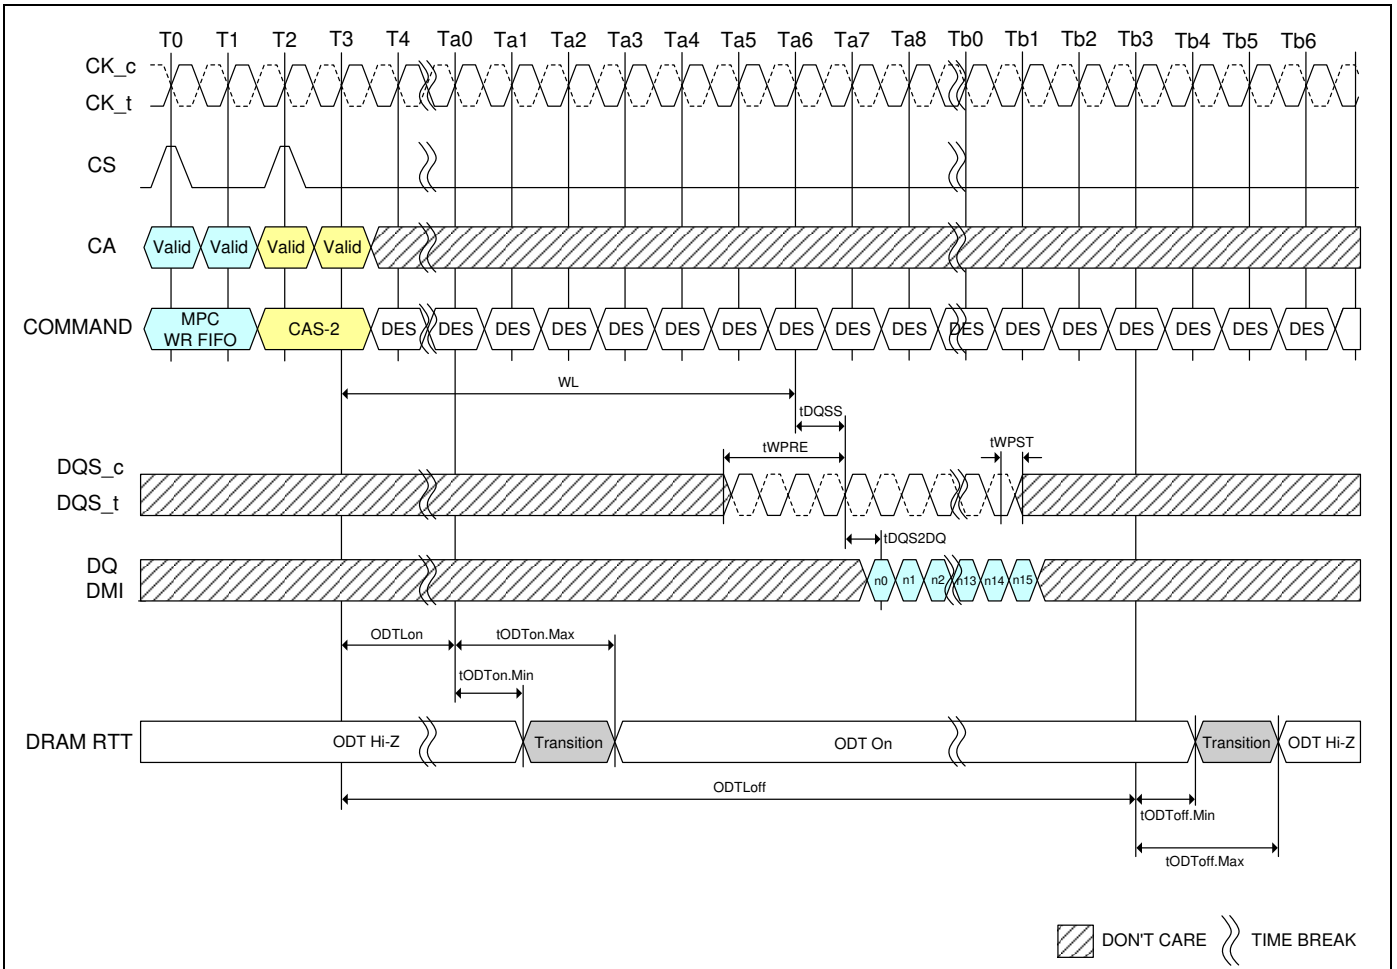 T0 T1 T2 T3 T4 Ta0 Ta1 Ta2 Ta3 Ta4 Ta5 Ta6 Ta7 Ta8 Tb0 Tb1 Tb2 Tb3 Tb4 Tb5 Tb6
CK_c
CK_t
CS
CA Valid Valid Valid Valid
COMMAND MPC WR FIFO CAS-2 DES DES DES DES DES DES DES DES DES DES DES DES DES DES DES DES DES
WL
tDQSS
tWPRE tWPST
DQS_c
DQS_t
tDQS2DQ
DQ
DMI
n0 n1 n2 n13 n14 n15
ODTLon tODTon.Max
tODTon.Min
DRAM RTT ODT Hi-Z Transition ODT On Transition ODT Hi-Z
ODTLoff
tODToff.Min
tODToff.Max
DON'T CARE TIME BREAK